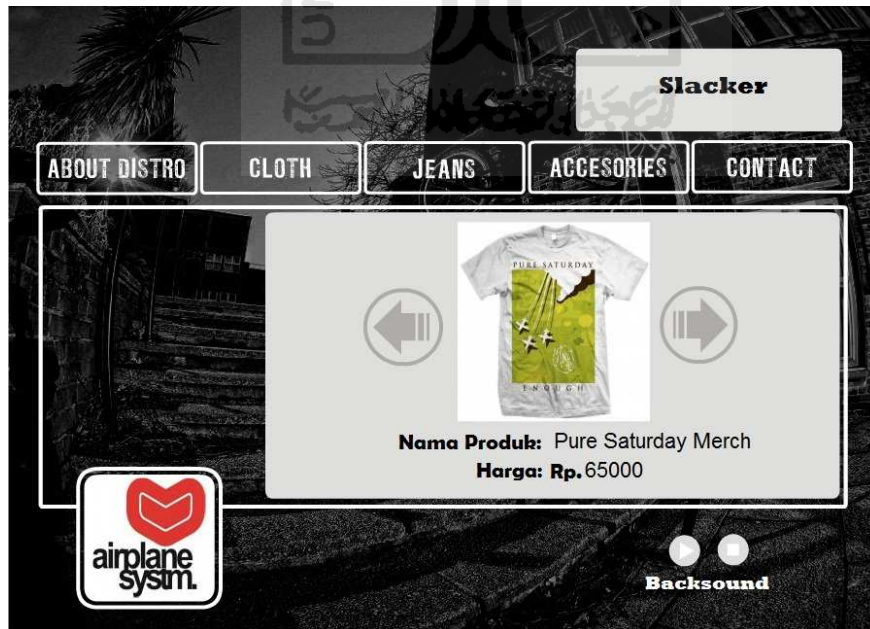 Slacker
ABOUT DISTRO
CLOTH
JEANS
ACCESORIES
CONTACT
PURE SATURDAY
ENOUGH
Nama Produk: Pure Saturday Merch
Harga: Rp. 65000
airplane
systm.
Backsound